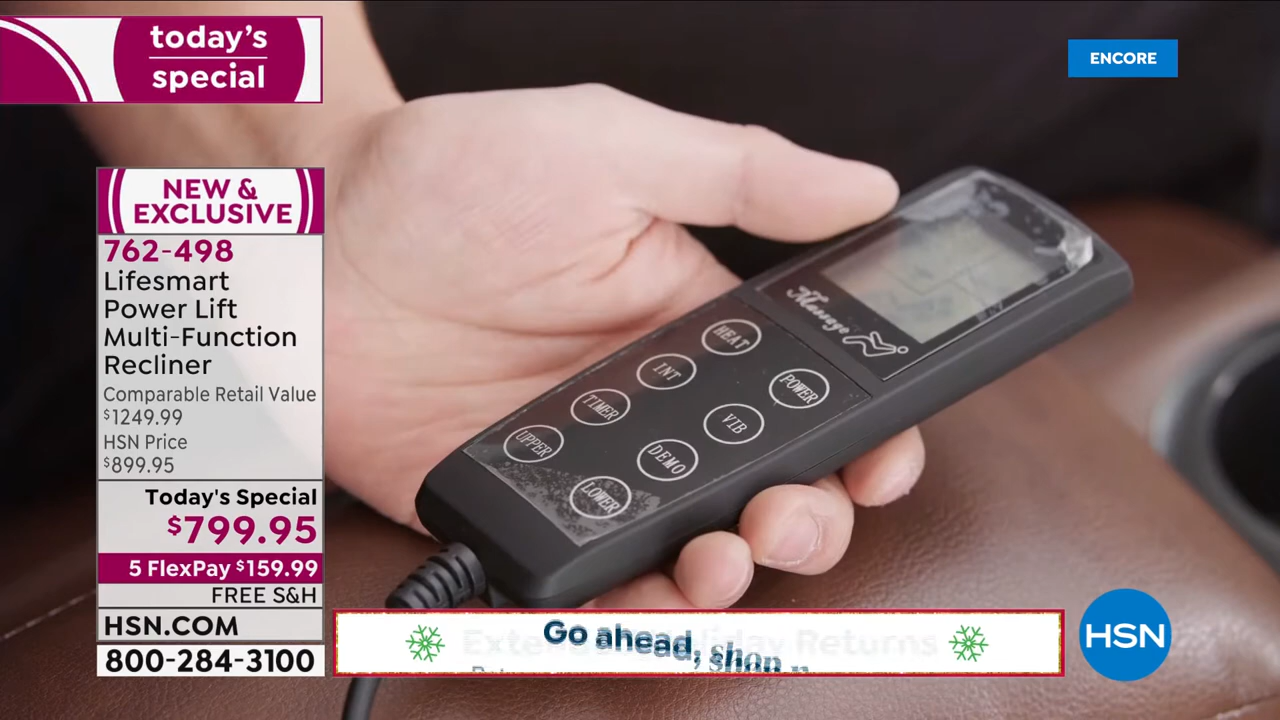 today's
special
ENCORE
NEW &
EXCLUSIVE
762-498
Lifesmart
Power Lift
Multi-Function
Recliner
Comparable Retail Value
$1249.99
HSN Price
$899.95
Today's Special
$799.95
5 FlexPay $159.99
FREE S&H
HSN.COM
800-284-3100
Massage
HEAT
INT
POWER
TIMER
VIB
UPPER
DEMO
LOWER
Go ahead, shop
Returns
HSN